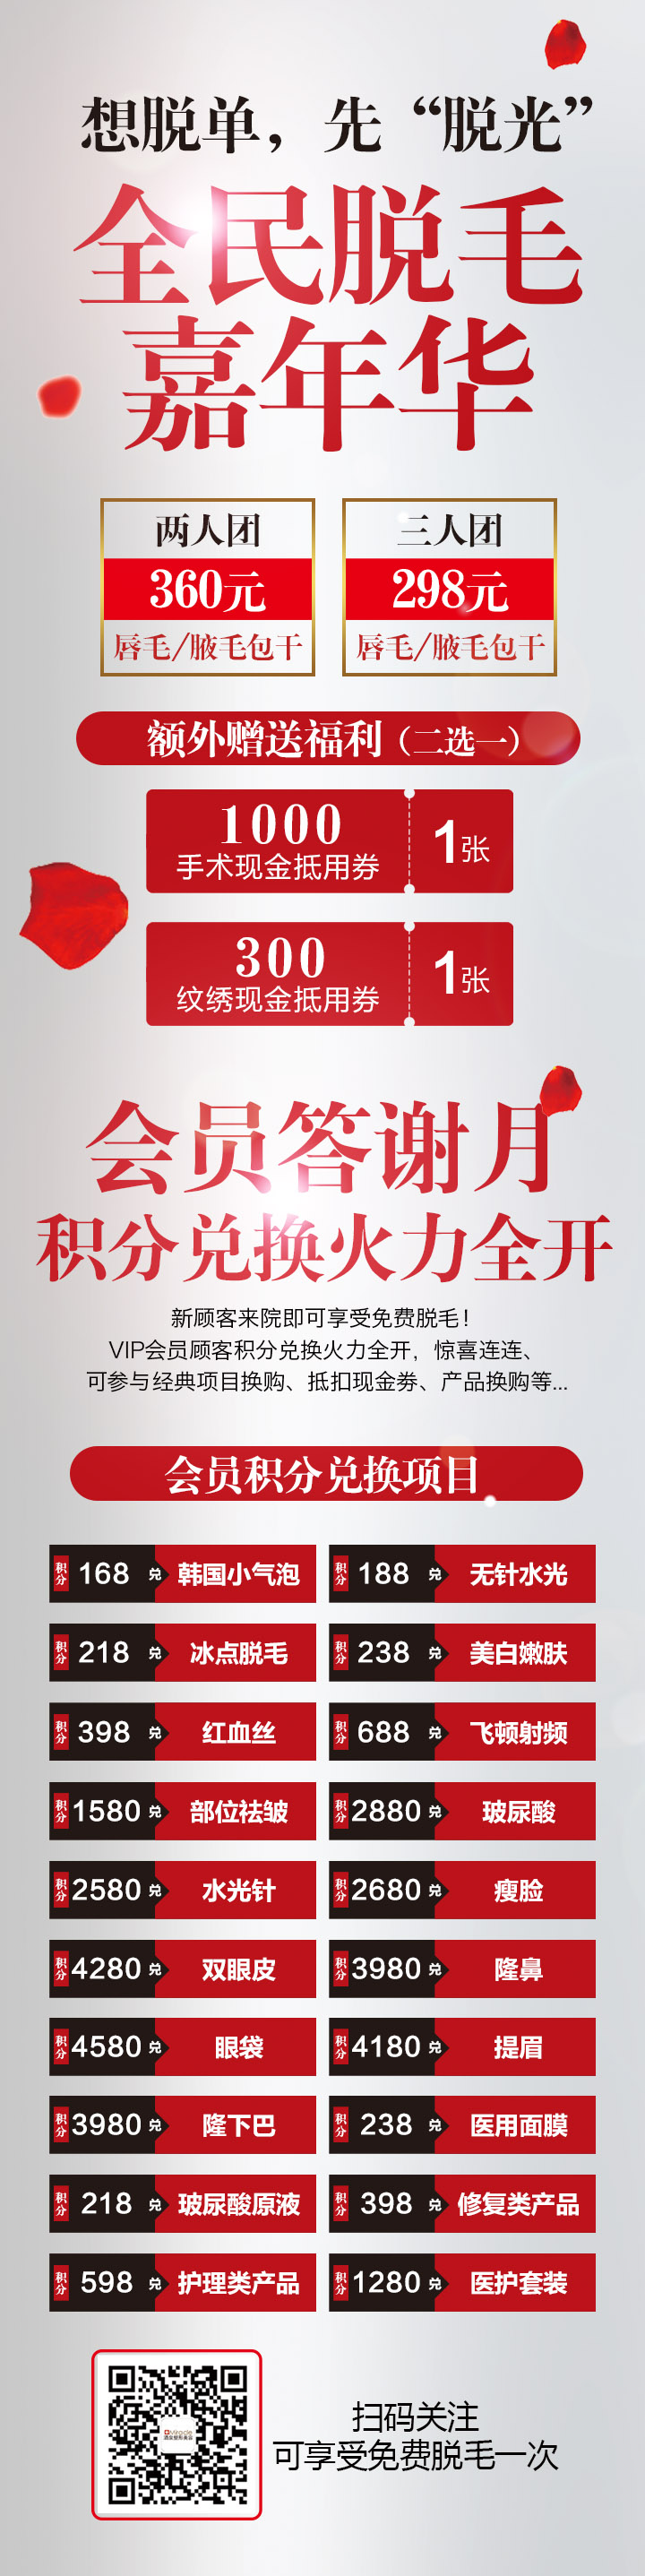 想脱单，先“脱光”
全民脱毛
嘉年华
两人团
360元
唇毛/腋毛包干
三人团
298元
唇毛/腋毛包干
额外赠送福利（二选一）
1000
手术现金抵用券
1张
300
纹绣现金抵用券
1张
会员答谢月
积分兑换火力全开
新顾客来院即可享受免费脱毛！
VIP会员顾客积分兑换火力全开，惊喜连连、
可参与经典项目换购、抵扣现金券、产品换购等...
会员积分兑换项目
积分 168 兑 韩国小气泡
积分 188 兑 无针水光
积分 218 兑 冰点脱毛
积分 238 兑 美白嫩肤
积分 398 兑 红血丝
积分 688 兑 飞顿射频
积分 1580 兑 部位祛皱
积分 2880 兑 玻尿酸
积分 2580 兑 水光针
积分 2680 兑 瘦脸
积分 4280 兑 双眼皮
积分 3980 兑 隆鼻
积分 4580 兑 眼袋
积分 4180 兑 提眉
积分 3980 兑 隆下巴
积分 238 兑 医用面膜
积分 218 兑 玻尿酸原液
积分 398 兑 修复类产品
积分 598 兑 护理类产品
积分 1280 兑 医护套装
扫码关注
可享受免费脱毛一次